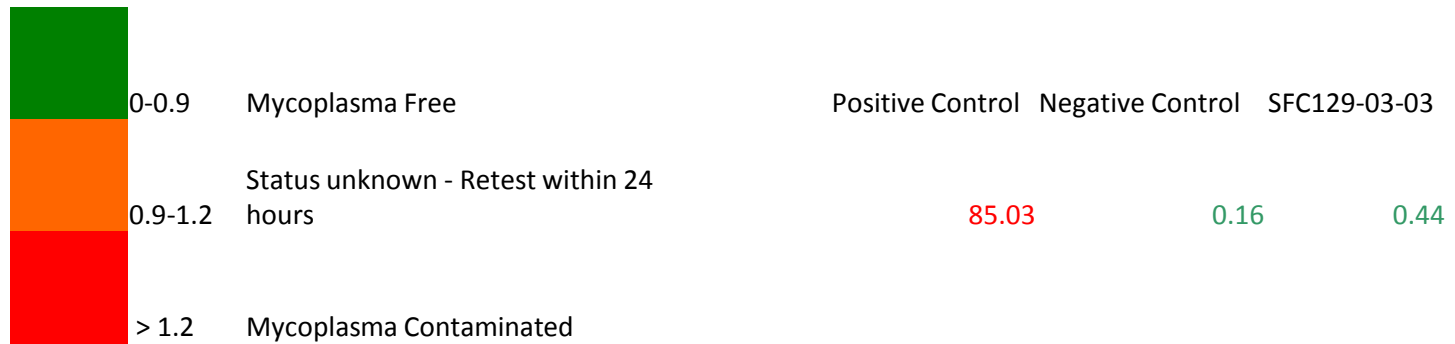 0-0.9 Mycoplasma Free Positive Control Negative Control SFC129-03-03
Status unknown - Retest within 24
0.9-1.2 hours 85.03 0.16 0.44
> 1.2 Mycoplasma Contaminated